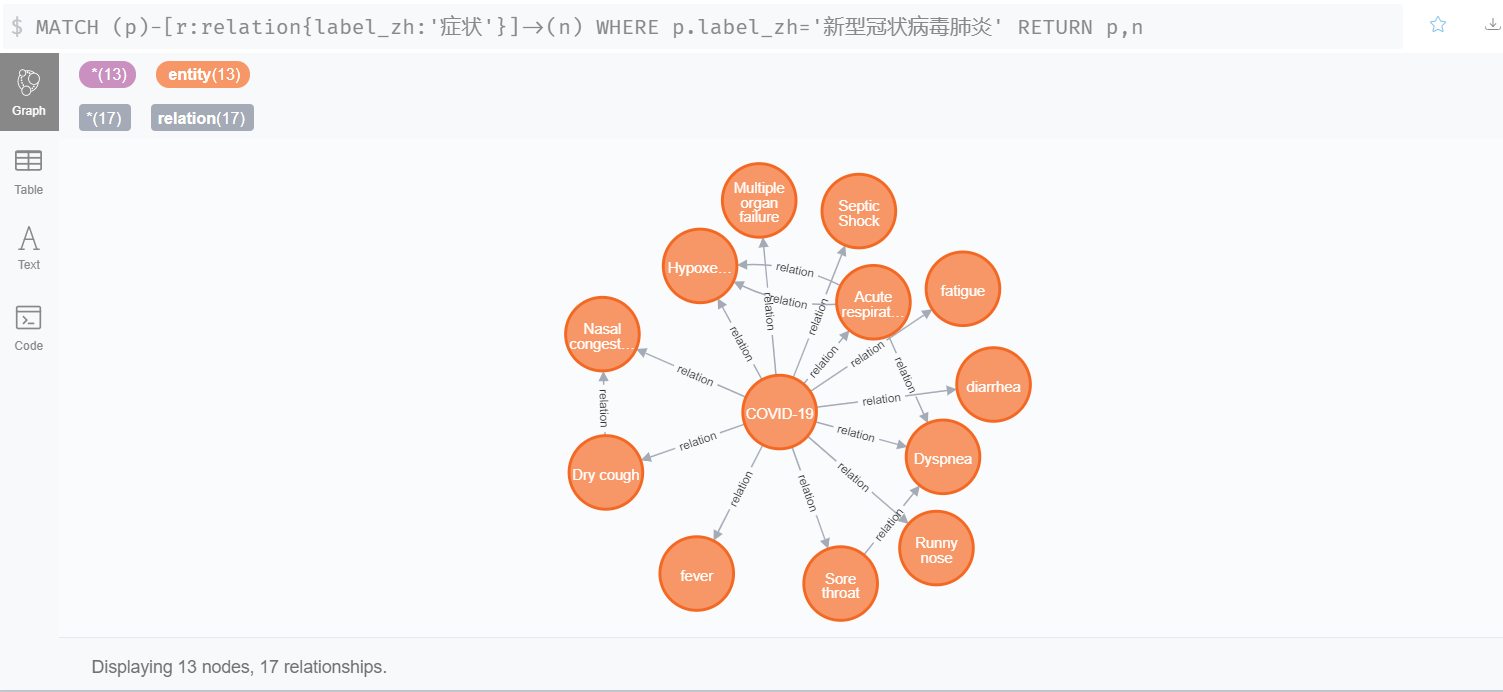 $ MATCH (p)-[r:relation{label_zh:'症状'}]->(n) WHERE p.label_zh='新型冠状病毒肺炎' RETURN p,n
*(13) entity(13)
Graph
*(17) relation(17)
Table
Text
Code
Multiple
organ
failure
Septic
Shock
Hypoxe...
relation
relation
Acute
respirat...
fatigue
relation
relation
relation
relation
relation
Nasal
congest...
relation
relation
diarrhea
relation
relation
COVID-19
relation
relation
Dyspnea
Dry cough
relation
relation
relation
relation
Runny
nose
fever
Sore
throat
Displaying 13 nodes, 17 relationships.